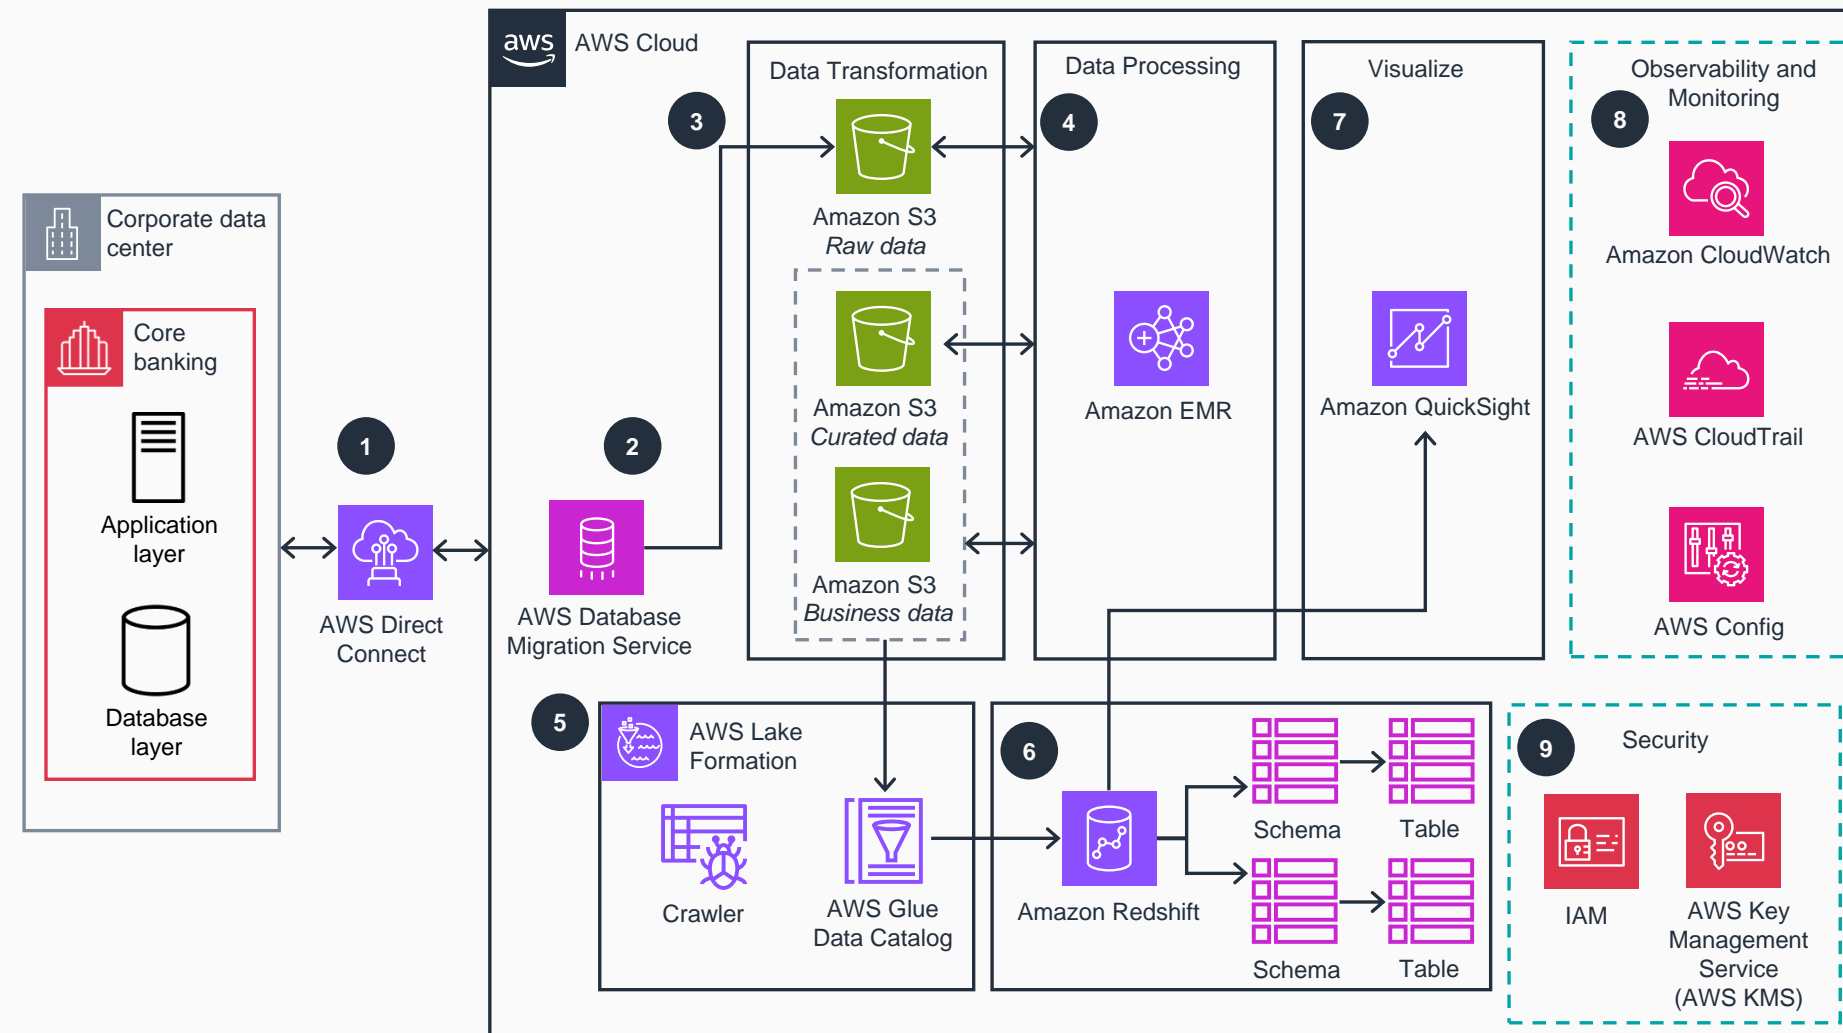 aws
AWS Cloud
Data Transformation
Data Processing
Visualize
Observability and
Monitoring
3
4
7
8
Amazon S3
Raw data
Amazon CloudWatch
Corporate data
center
Core
banking
Amazon S3
Curated data
Amazon EMR
Amazon QuickSight
AWS CloudTrail
1
2
Application
layer
AWS Direct
Connect
AWS Database
Migration Service
Amazon S3
Business data
AWS Config
Database
layer
5
AWS Lake
Formation
6
9
Security
Crawler
AWS Glue
Data Catalog
Amazon Redshift
Schema
Table
Schema
Table
IAM
AWS Key
Management
Service
(AWS KMS)